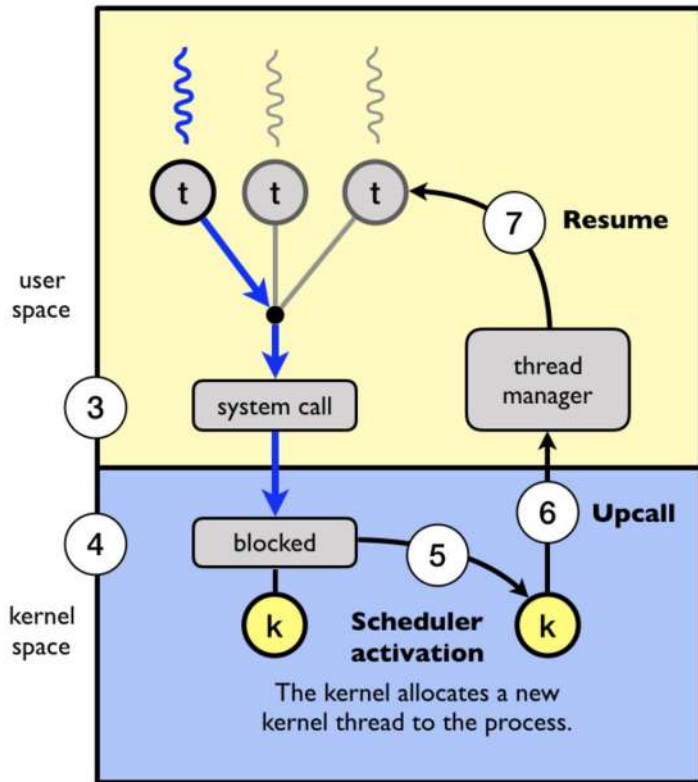 t
t
t
7
Resume
user
space
thread
manager
3
system call
6
Upcall
4
blocked
5
kernel
space
k
Scheduler
activation
k
The kernel allocates a new
kernel thread to the process.